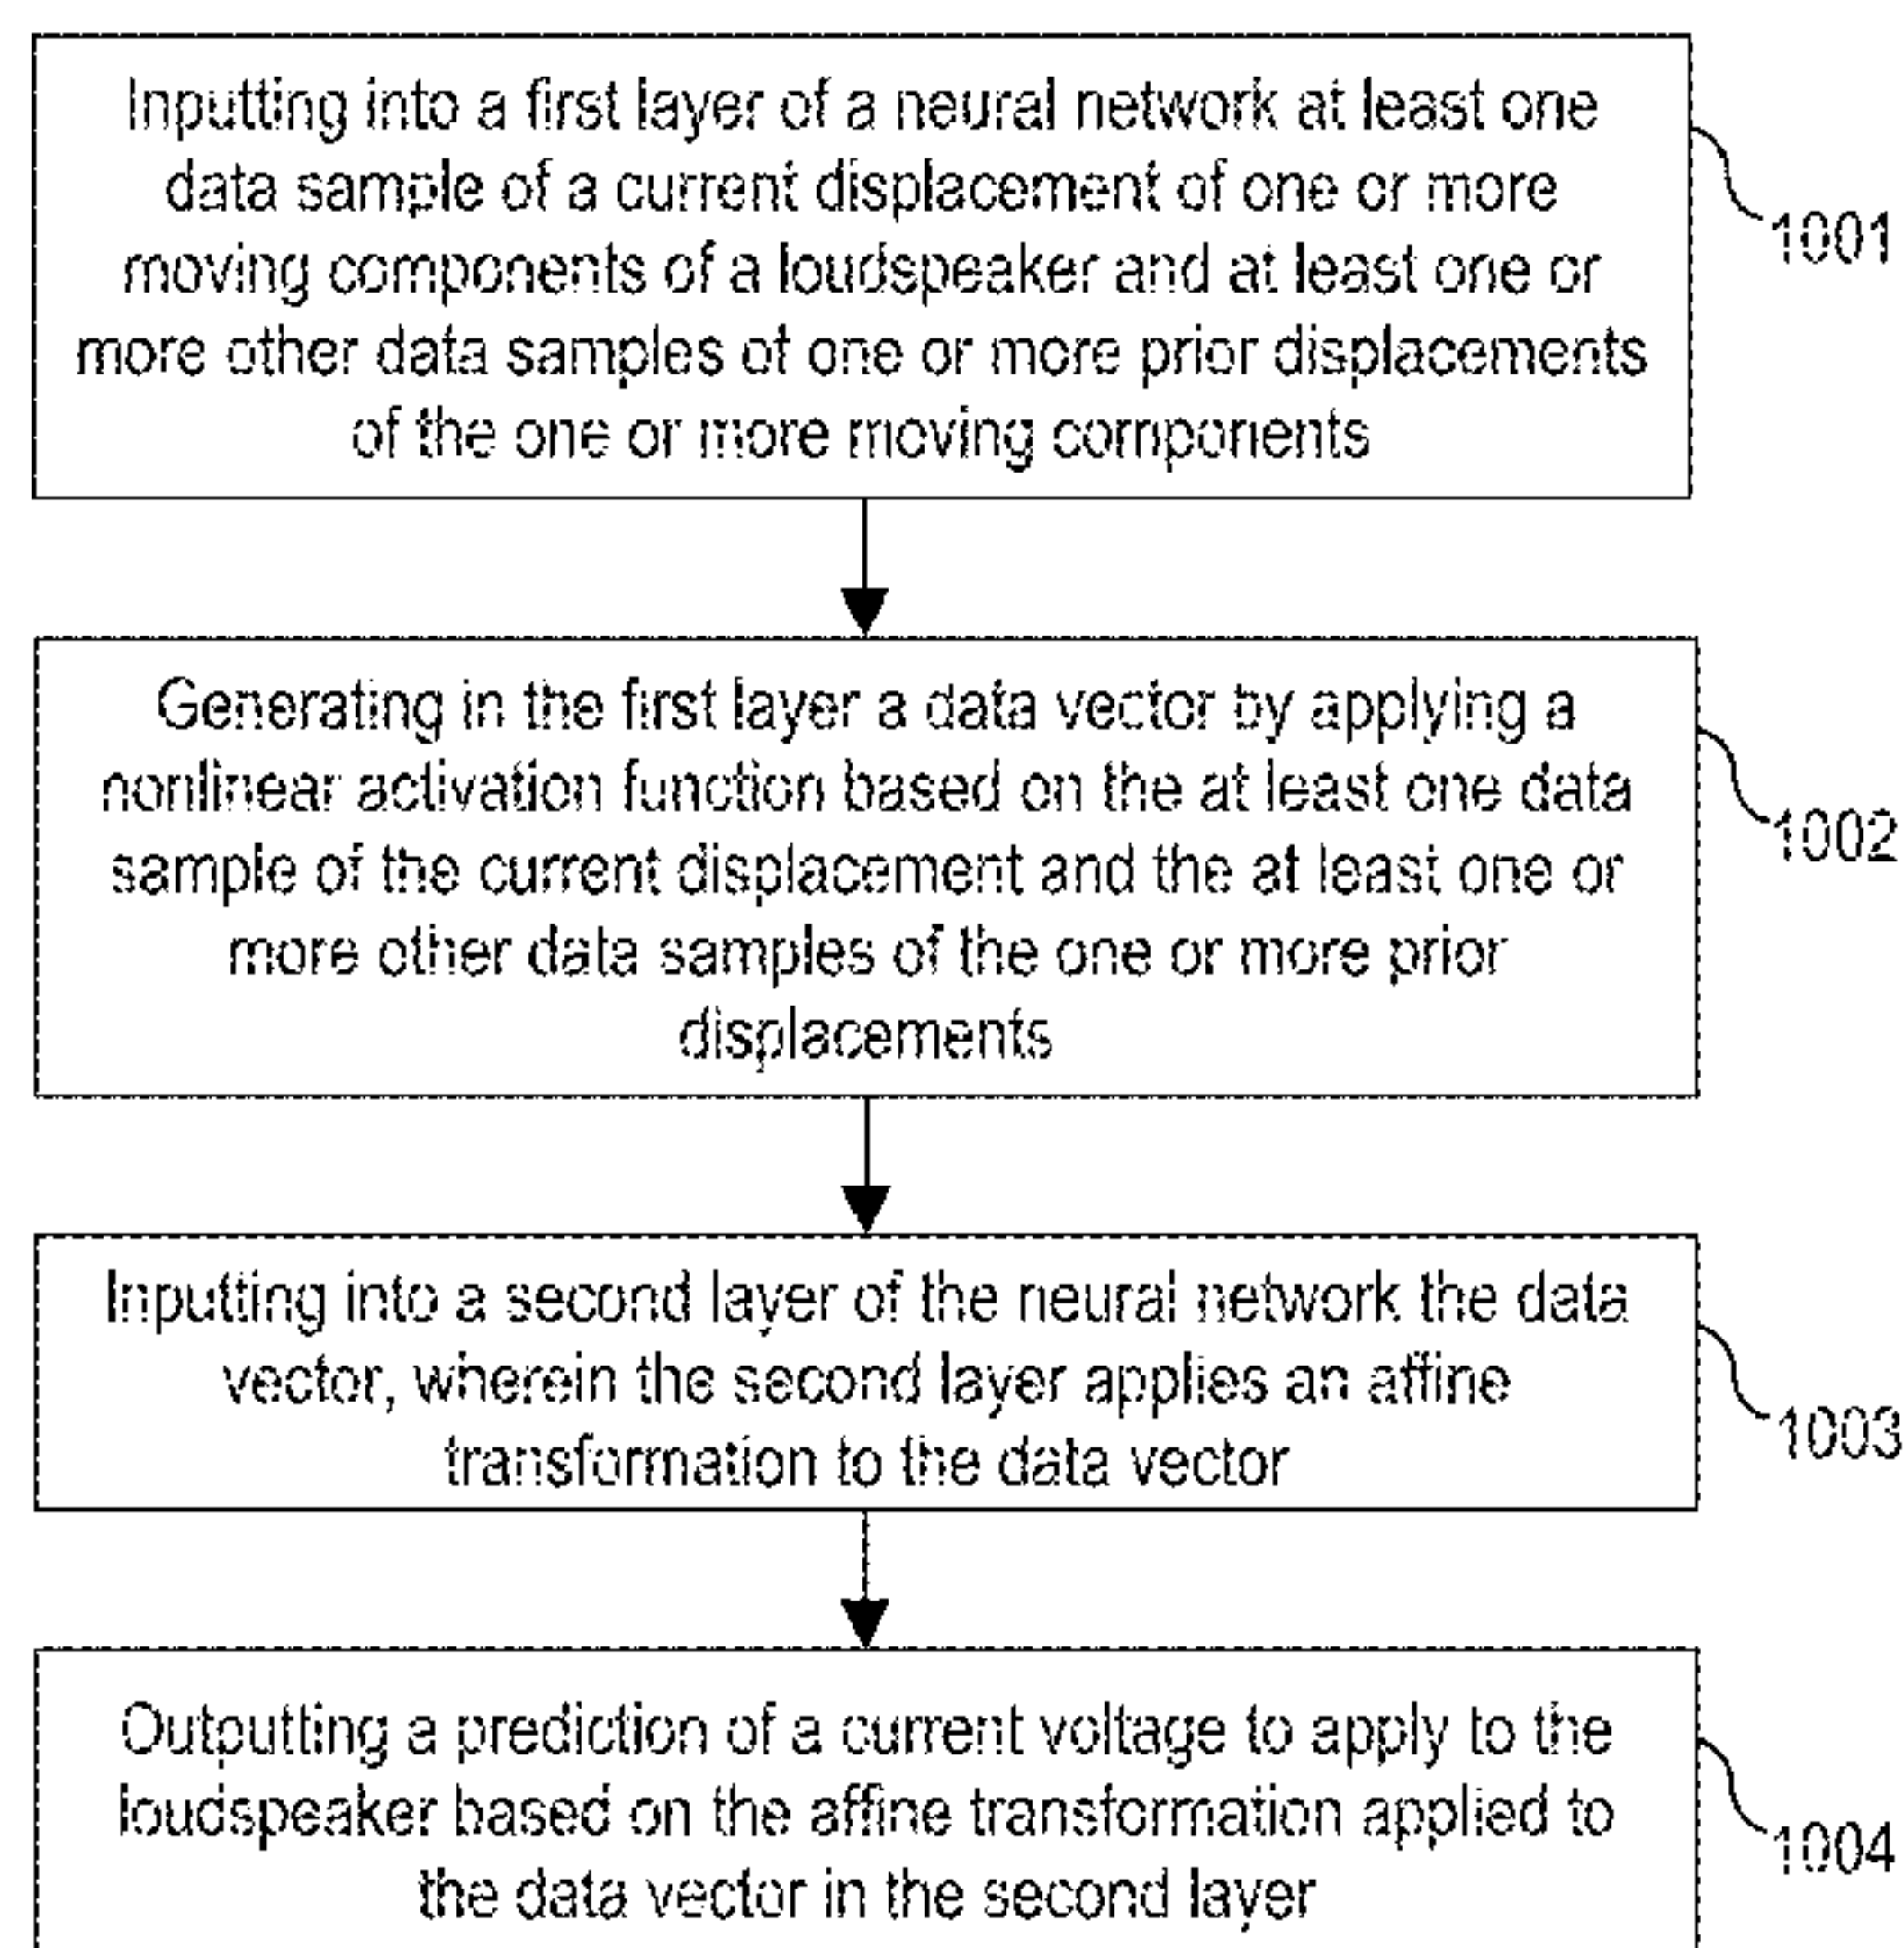 Inputting into a first layer of a neural network at least one
data sample of a current displacement of one or more
moving components of a loudspeaker and at least one or
more other data samples of one or more prior displacements
of the one or more moving components
1001
Generating in the first layer a data vector by applying a
nonlinear activation function based on the at least one data
sample of the current displacement and the at least one or
more other data samples of the one or more prior
displacements
1002
Inputting into a second layer of the neural network the data
vector, wherein the second layer applies an affine
transformation to the data vector
1003
Outputting a prediction of a current voltage to apply to the
loudspeaker based on the affine transformation applied to
the data vector in the second layer
1004